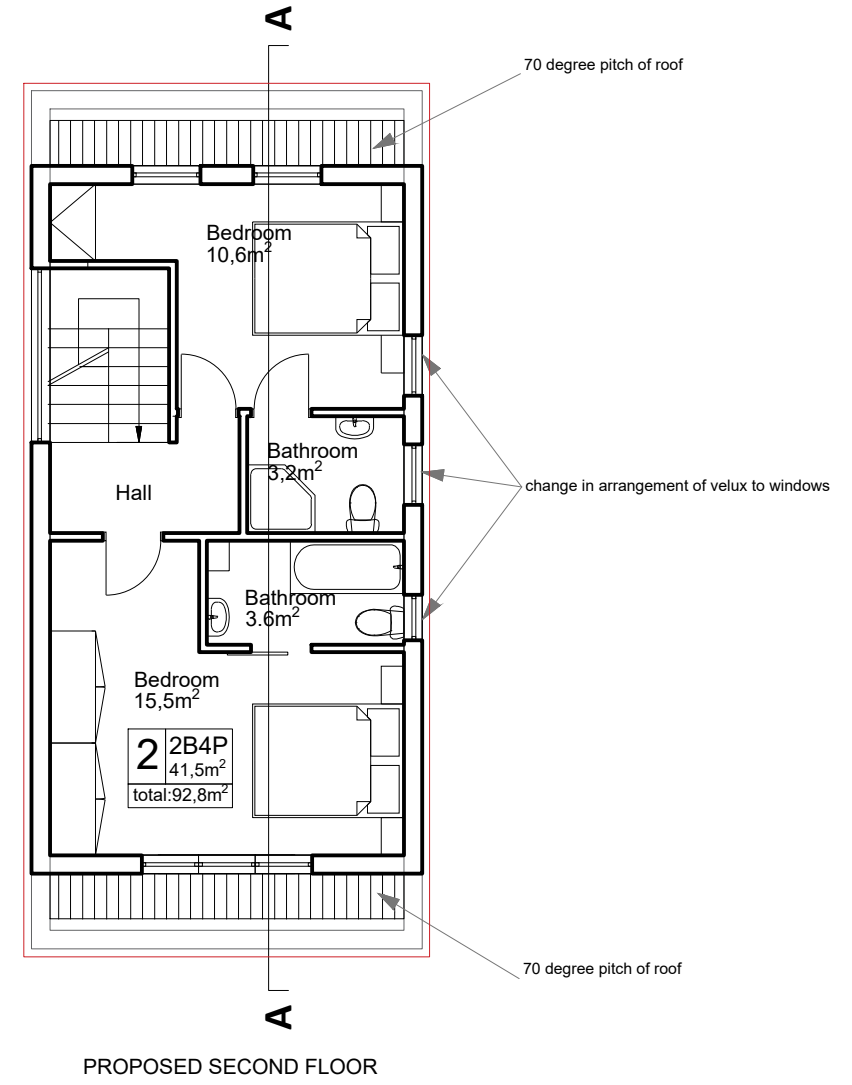 A
70 degree pitch of roof
Bedroom
10,6m²
Bathroom
3,2m²
Hall
change in arrangement of velux to windows
Bathroom
3.6m²
Bedroom
15,5m²
2
2B4P
41,5m²
total:92,8m²
70 degree pitch of roof
A
PROPOSED SECOND FLOOR